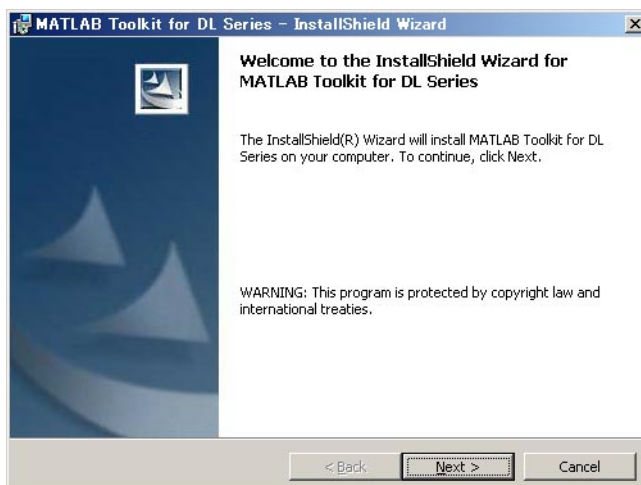 MATLAB Toolkit for DL Series - InstallShield Wizard
Welcome to the InstallShield Wizard for
MATLAB Toolkit for DL Series
The InstallShield(R) Wizard will install MATLAB Toolkit for DL
Series on your computer. To continue, click Next.
WARNING: This program is protected by copyright law and
international treaties.
< Back
Next >
Cancel